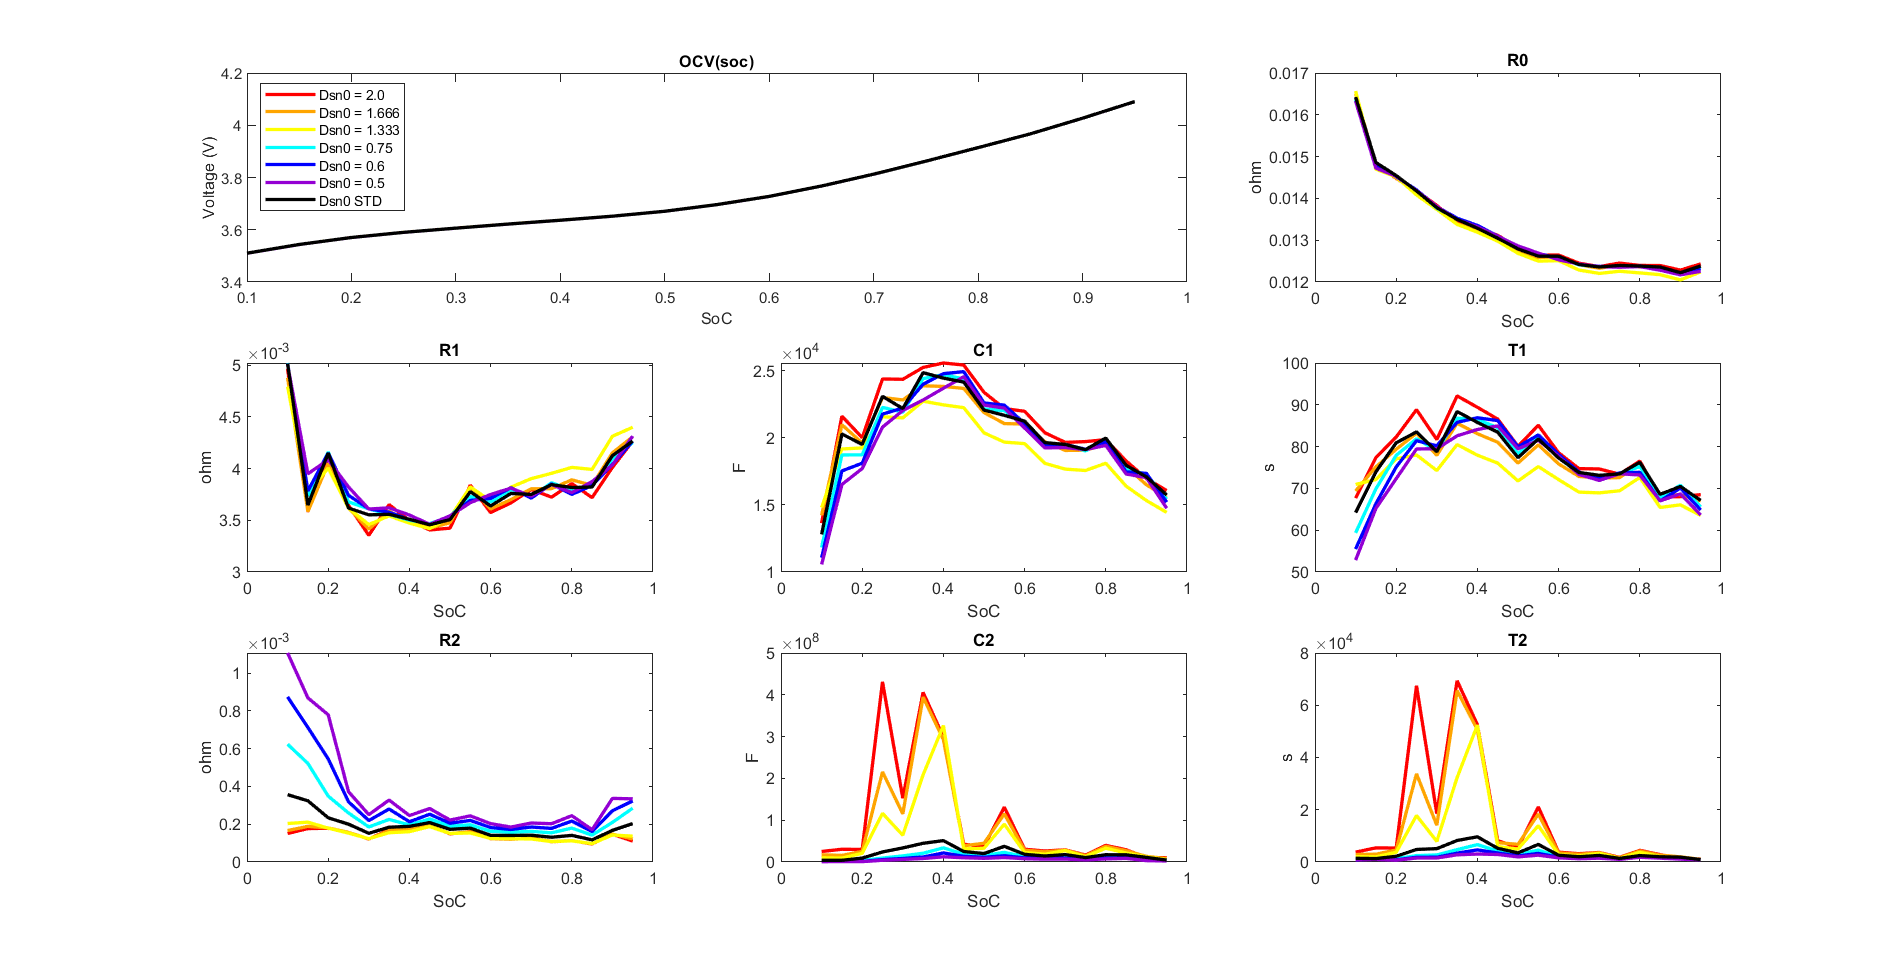 OCV(soc)
4.2
4
3.8
3.6
3.4
Voltage (V)
Dsn0 = 2.0
Dsn0 = 1.666
Dsn0 = 1.333
Dsn0 = 0.75
Dsn0 = 0.6
Dsn0 = 0.5
Dsn0 STD
0.1 0.2 0.3 0.4 0.5 0.6 0.7 0.8 0.9 1
SoC
R0
0.017
0.016
0.015
0.014
0.013
0.012
ohm
0 0.2 0.4 0.6 0.8 1
SoC
R1
×10-3
5
4.5
4
3.5
3
ohm
0 0.2 0.4 0.6 0.8 1
SoC
C1
×104
2.5
2
1.5
1
F
0 0.2 0.4 0.6 0.8 1
SoC
T1
100
90
80
70
60
50
s
0 0.2 0.4 0.6 0.8 1
SoC
R2
×10-3
1
0.8
0.6
0.4
0.2
0
ohm
0 0.2 0.4 0.6 0.8 1
SoC
C2
×108
5
4
3
2
1
0
F
0 0.2 0.4 0.6 0.8 1
SoC
T2
×104
8
6
4
2
0
s
0 0.2 0.4 0.6 0.8 1
SoC